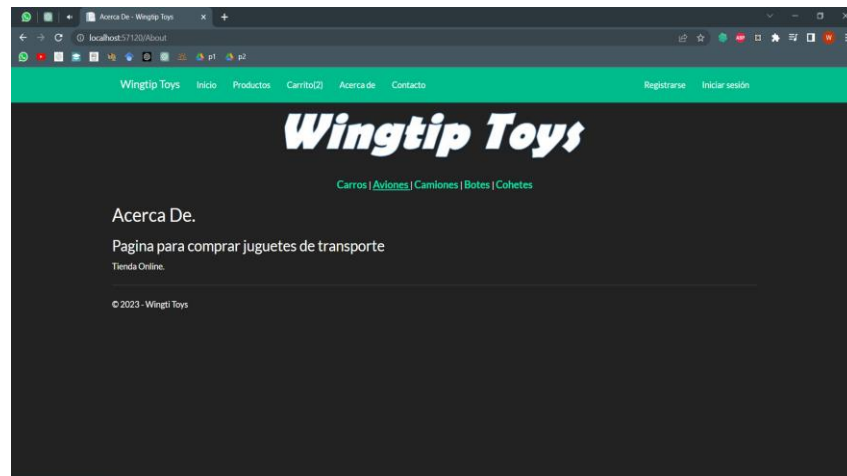 Acerca De - Wingtip Toys
localhost:57120/About
p1 p2
Wingtip Toys Inicio Productos Carrito(2) Acerca de Contacto Registrarse Iniciar sesión
Wingtip Toys
Carros | Aviones | Camiones | Botes | Cohetes
Acerca De.
Pagina para comprar juguetes de transporte
Tienda Online.
© 2023 - Wingti Toys